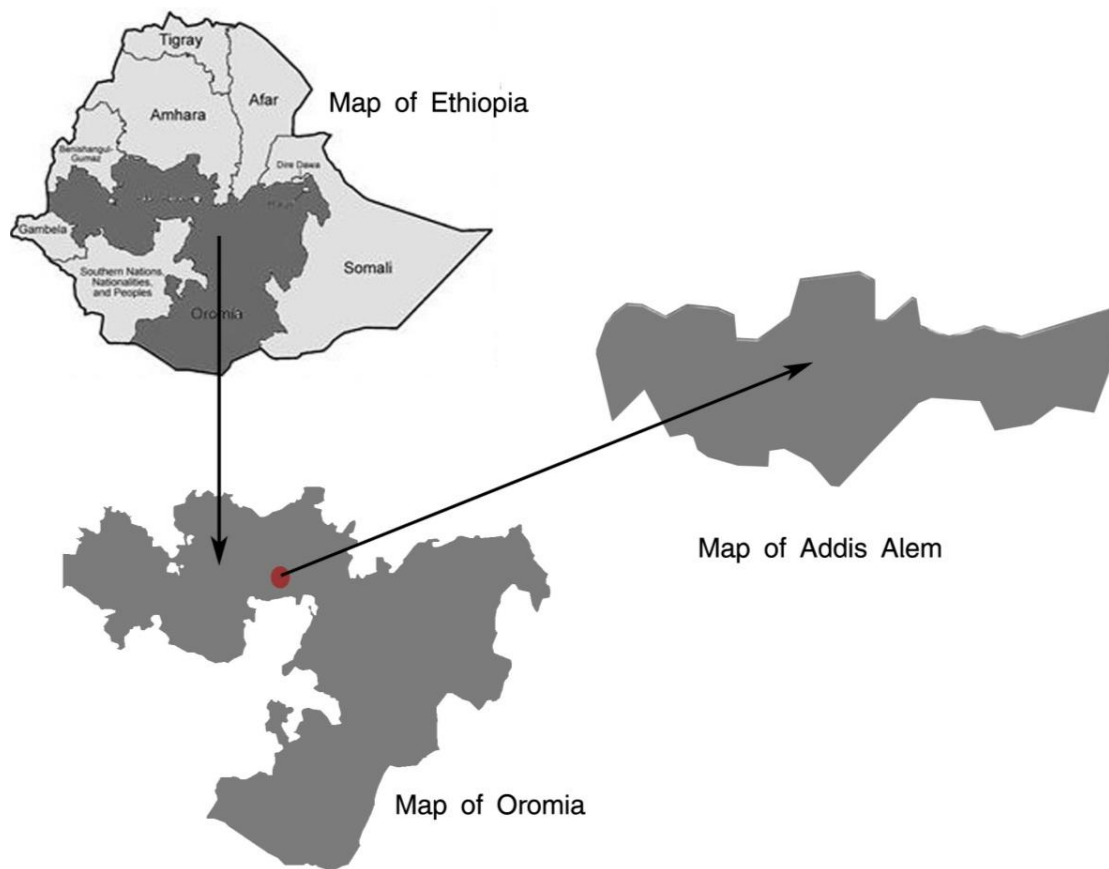 Tigray
Afar
Map of Ethiopia
Amhara
Benishangul-
Gumaz
Dire Dawa
Gambela
Southern Nations,
Nationalities,
and Peoples
Somali
Oromia
Map of Addis Alem
Map of Oromia